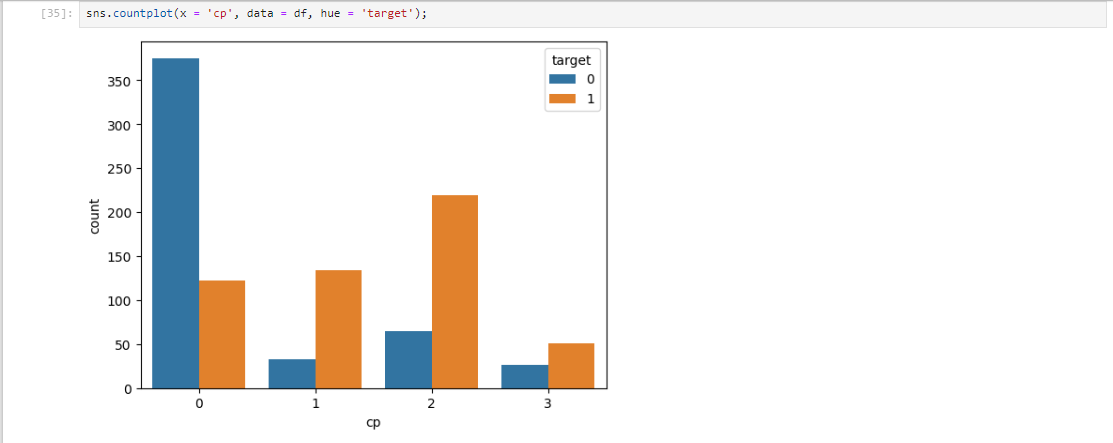 [35]: sns.countplot(x = 'cp', data = df, hue = 'target');
target
0
1
350
300
250
200
150
100
50
0
count
0 1 2 3
cp